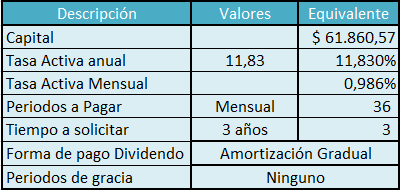 Descripción Valores Equivalente
Capital $ 61.860,57
Tasa Activa anual 11,83 11,830%
Tasa Activa Mensual 0,986%
Periodos a Pagar Mensual 36
Tiempo a solicitar 3 años 3
Forma de pago Dividendo Amortización Gradual
Periodos de gracia Ninguno